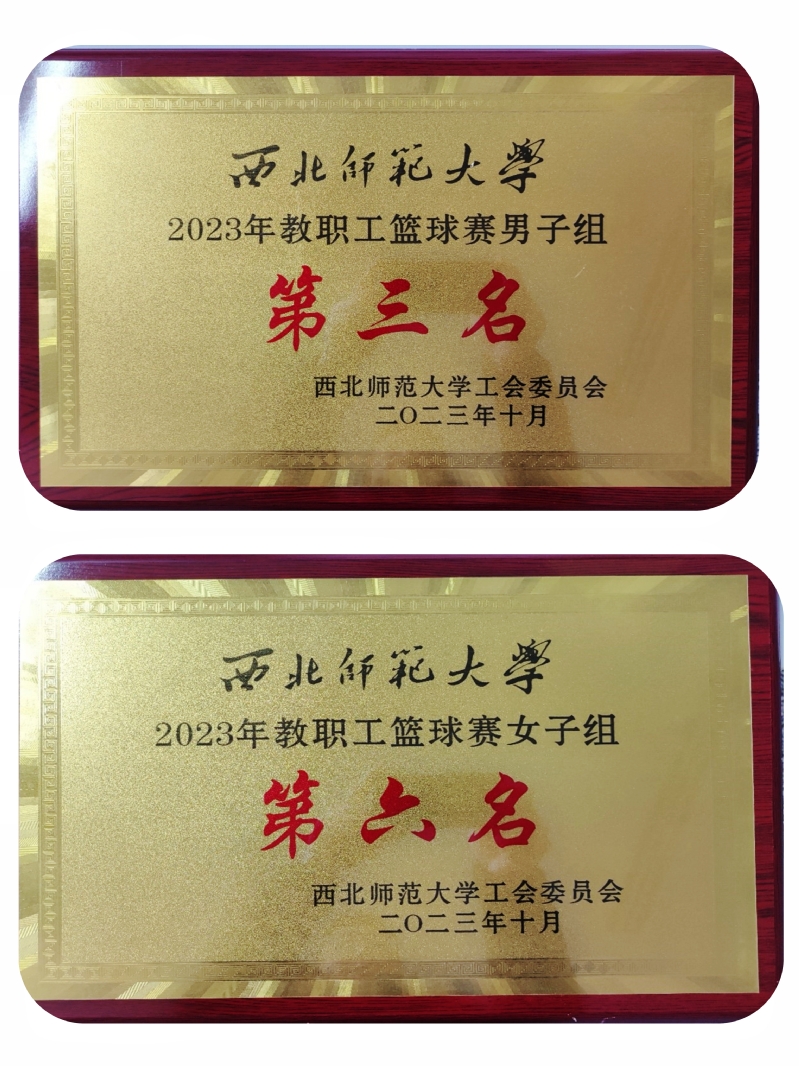 西北师範大學
2023年教职工篮球赛男子组
第三名
西北师范大学工会委员会
二〇二三年十月
西北师範大學
2023年教职工篮球赛女子组
第六名
西北师范大学工会委员会
二〇二三年十月